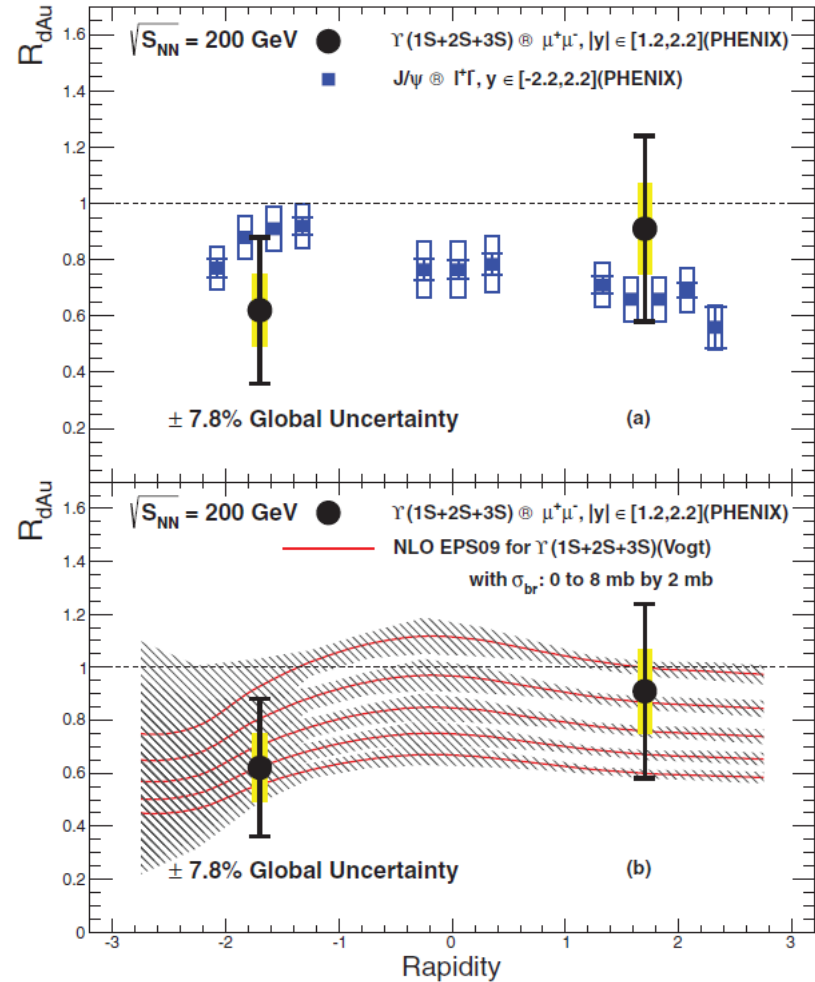 R_dAu
1.6
1.4
1.2
1
0.8
0.6
0.4
0.2
√S_NN = 200 GeV
ϒ(1S+2S+3S) ® μ⁺μ⁻, |y| ∈ [1.2,2.2](PHENIX)
J/ψ ® l⁺l⁻, y ∈ [-2.2,2.2](PHENIX)
± 7.8% Global Uncertainty
(a)
R_dAu
1.6
1.4
1.2
1
0.8
0.6
0.4
0.2
0
√S_NN = 200 GeV
ϒ(1S+2S+3S) ® μ⁺μ⁻, |y| ∈ [1.2,2.2](PHENIX)
NLO EPS09 for ϒ(1S+2S+3S)(Vogt)
with σ_br: 0 to 8 mb by 2 mb
± 7.8% Global Uncertainty
(b)
-3 -2 -1 0 1 2 3
Rapidity